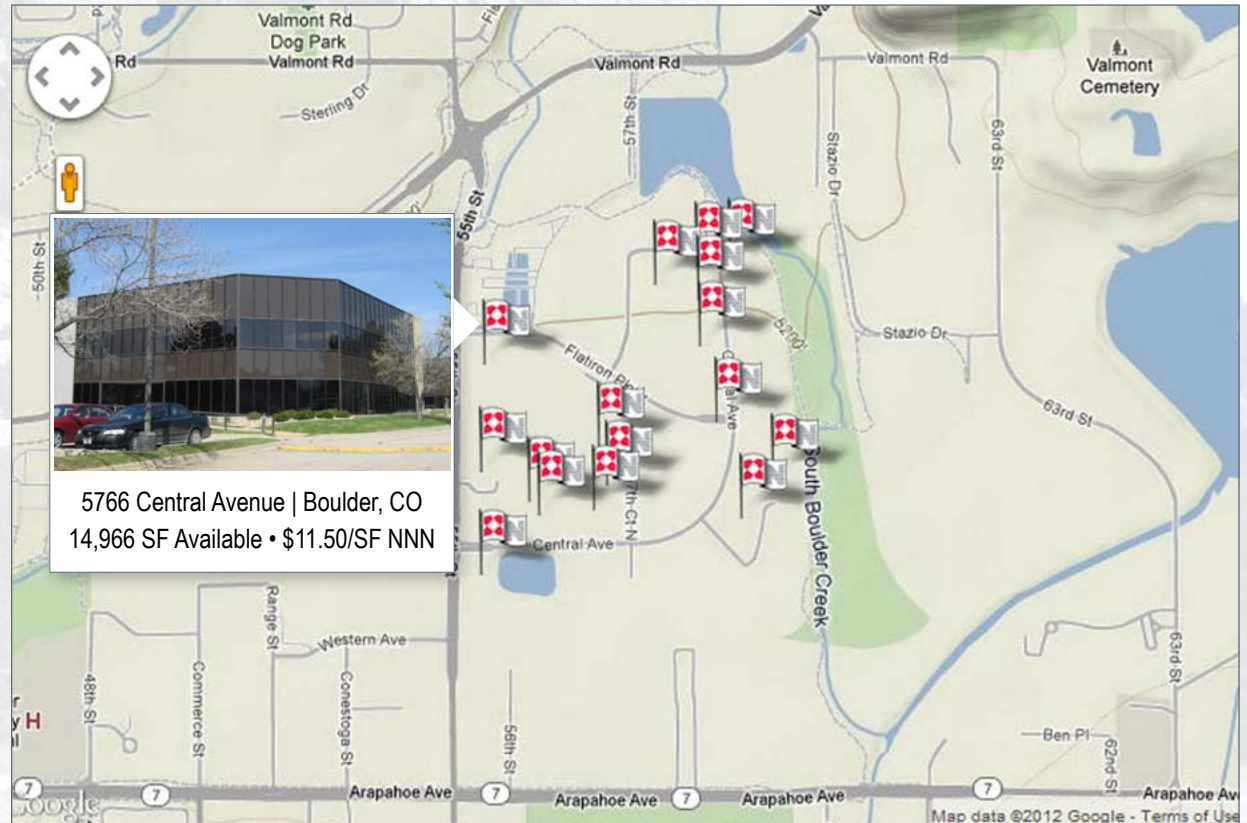 Valmont Rd
Dog Park
Valmont Rd
Rd
Valmont Rd
Valmont Rd
Valmont
Cemetery
Sterling Dr
57th St
Stazio Dr
63rd St
55th St
50th St
5200'
Stazio Dr
Flatiron
63rd St
5766 Central Avenue | Boulder, CO
14,966 SF Available • $11.50/SF NNN
South Boulder Creek
Central Ave
Range St
Western Ave
48th St
Commerce St
Conestoga St
56th St
63rd St
H
Ben Pl
62nd St
7
7
Arapahoe Ave
7
Arapahoe Ave
7
Arapahoe Ave
7
Arapahoe Av
Google
Map data ©2012 Google - Terms of Use